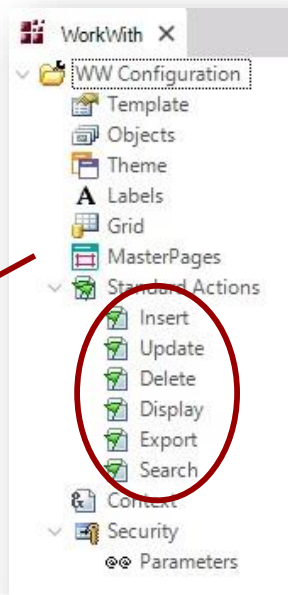 WorkWith
WW Configuration
Template
Objects
Theme
A Labels
Grid
MasterPages
Standard Actions
Insert
Update
Delete
Display
Export
Search
Context
Security
Parameters